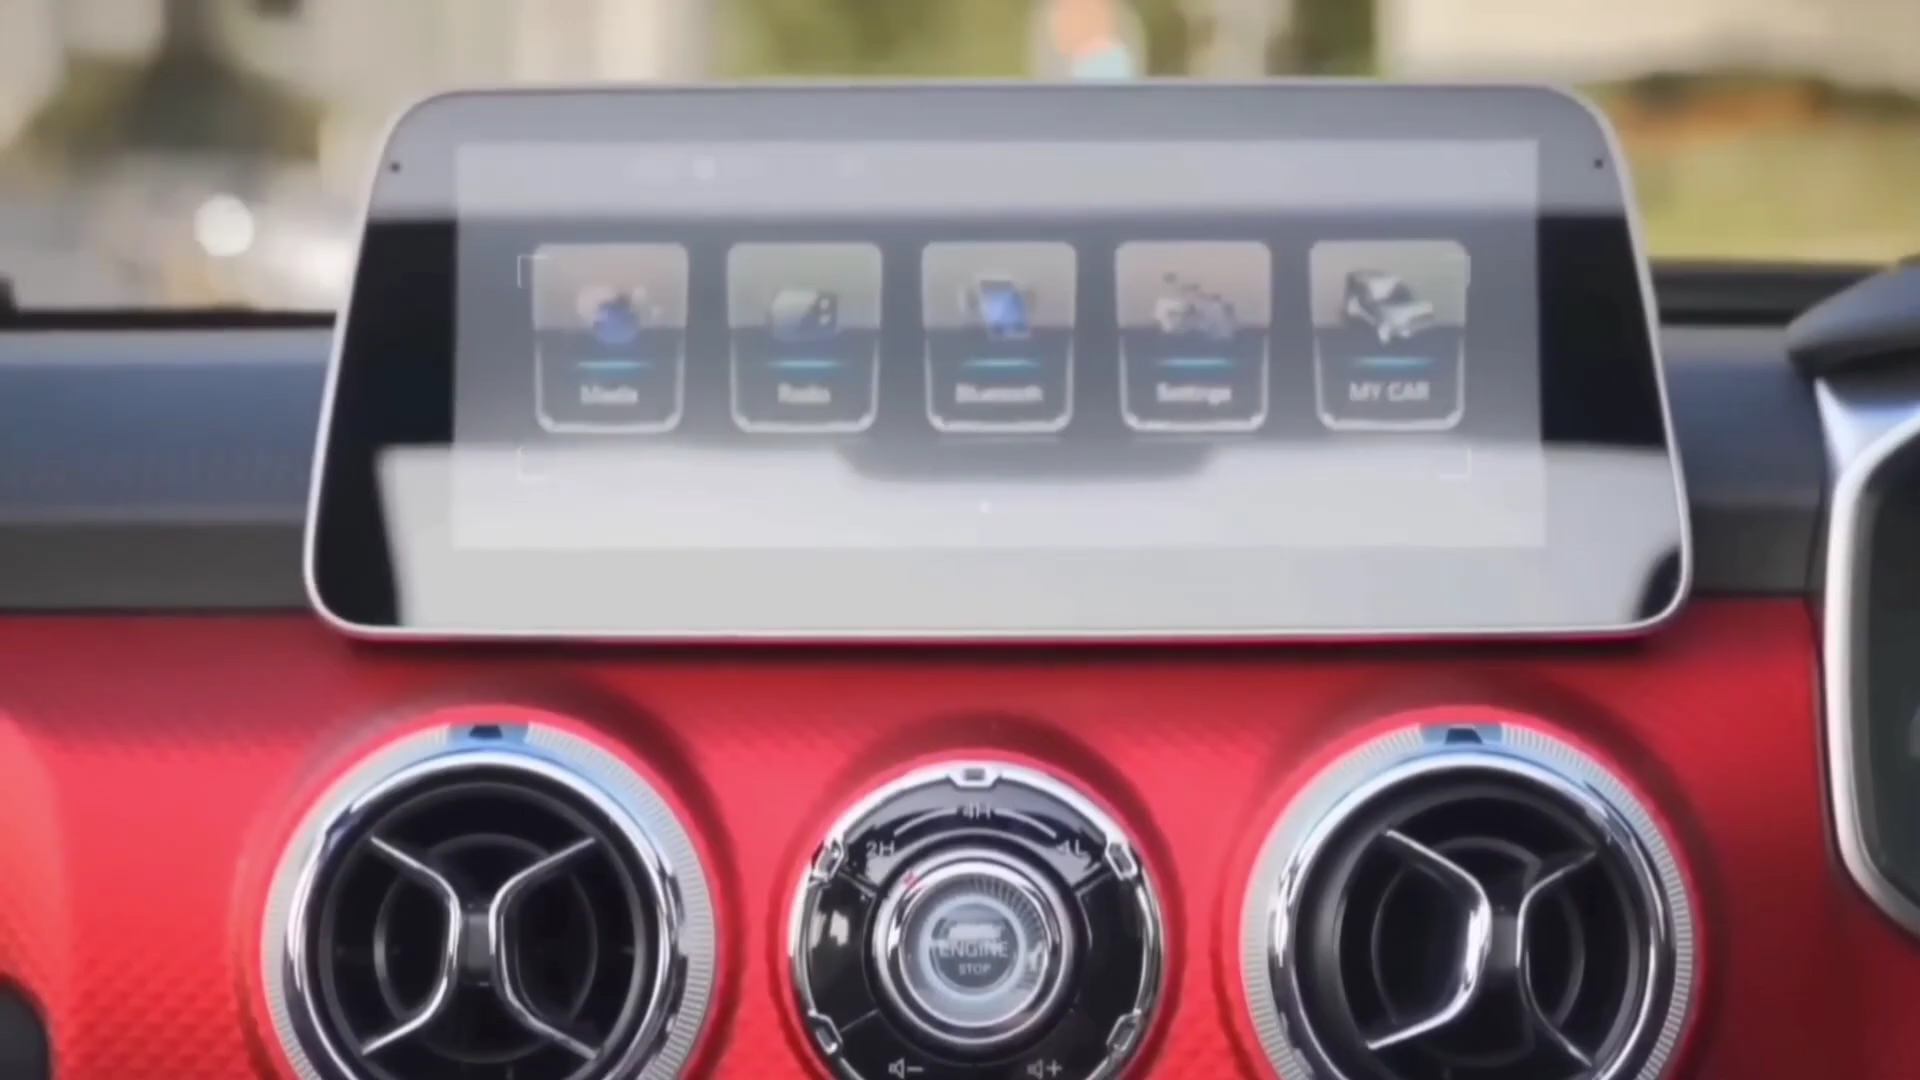 Media
Radio
Bluetooth
Settings
MY CAR
4H
2H
4L
ENGINE
STOP